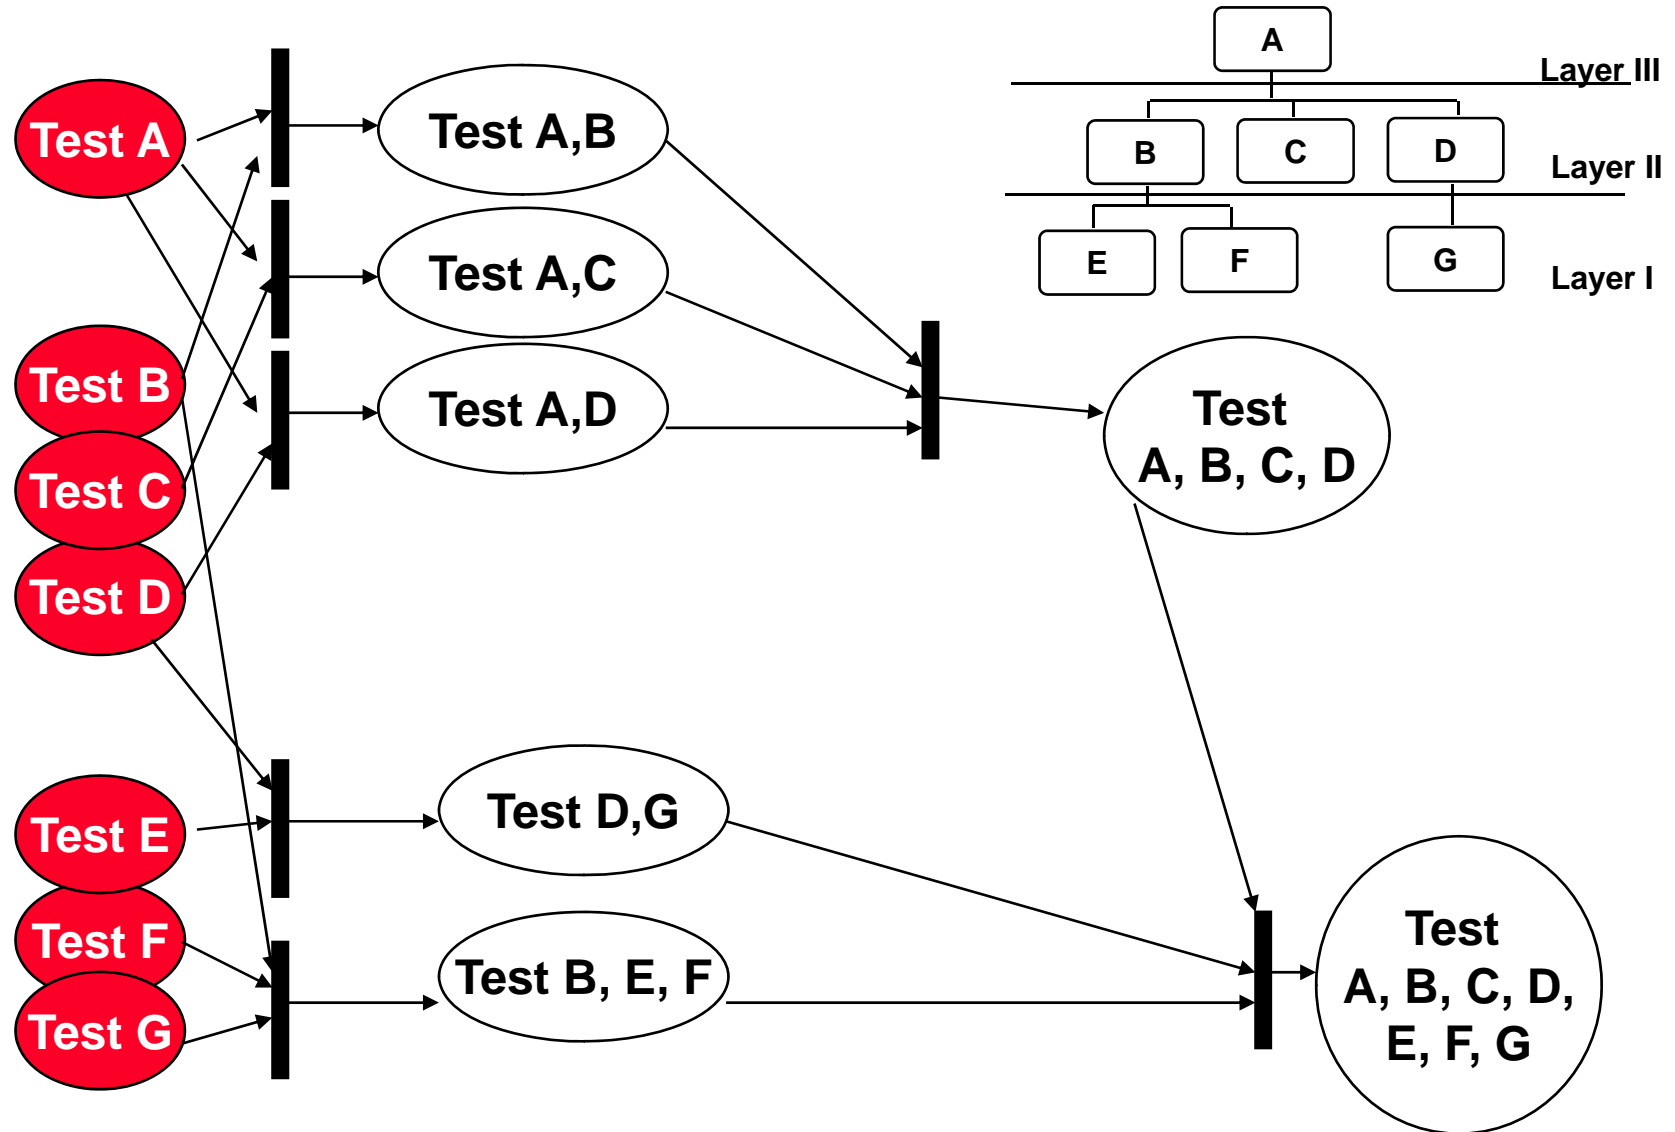 A
Layer III
B
C
D
Layer II
E
F
G
Layer I
Test A
Test B
Test C
Test D
Test E
Test F
Test G
Test A,B
Test A,C
Test A,D
Test D,G
Test B, E, F
Test
A, B, C, D
Test
A, B, C, D,
E, F, G